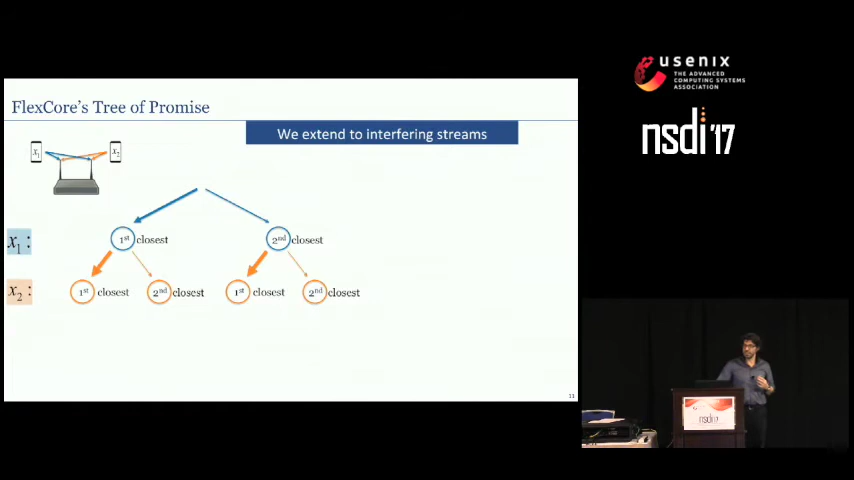 usenix
THE ADVANCED
COMPUTING SYSTEMS
ASSOCIATION
nsdi '17
FlexCore's Tree of Promise
We extend to interfering streams
x1
x2
x1:
1st closest
2nd closest
x2:
1st closest
2nd closest
1st closest
2nd closest
11
nsdi'17